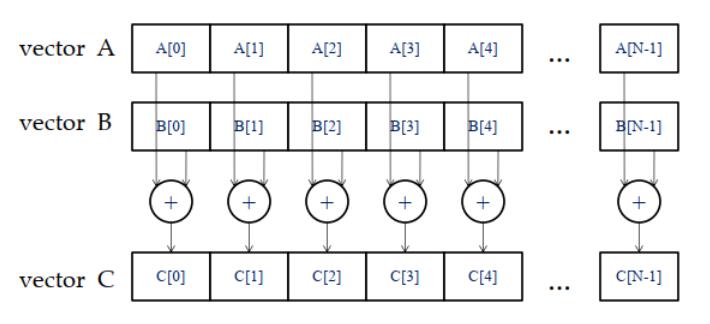 vector A A[0] A[1] A[2] A[3] A[4] ... A[N-1]
vector B B[0] B[1] B[2] B[3] B[4] ... B[N-1]
+ + + + + +
vector C C[0] C[1] C[2] C[3] C[4] ... C[N-1]